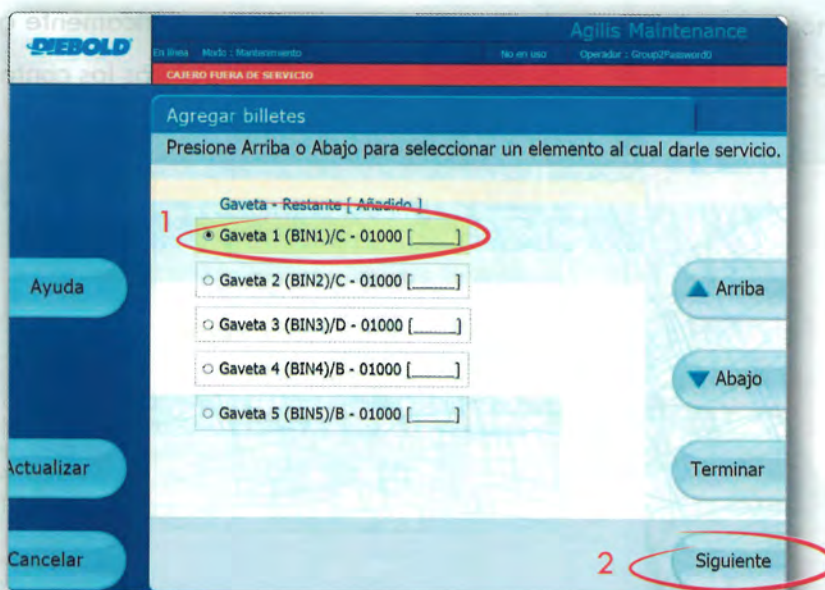 DIEBOLD
Agilis Maintenance
En línea Modo : Mantenimiento No en uso Operador : Group2Password0
CAJERO FUERA DE SERVICIO
Agregar billetes
Presione Arriba o Abajo para seleccionar un elemento al cual darle servicio.
Gaveta - Restante [ Añadido ]
1
Gaveta 1 (BIN1)/C - 01000 [_____]
Gaveta 2 (BIN2)/C - 01000 [_____]
Gaveta 3 (BIN3)/D - 01000 [_____]
Gaveta 4 (BIN4)/B - 01000 [_____]
Gaveta 5 (BIN5)/B - 01000 [_____]
Ayuda
Arriba
Abajo
Actualizar
Terminar
Cancelar
2
Siguiente